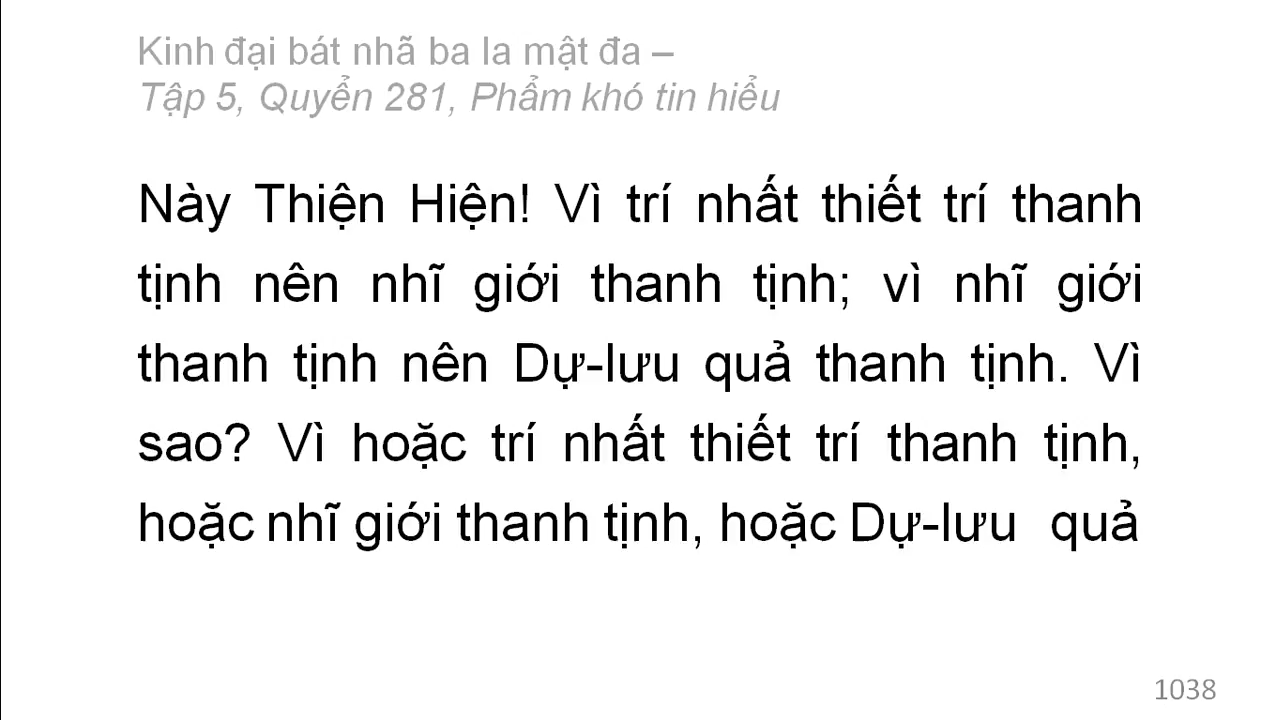 Kinh đại bát nhã ba la mật đa –
Tập 5, Quyển 281, Phẩm khó tin hiểu
Này Thiện Hiện! Vì trí nhất thiết trí thanh
tịnh nên nhĩ giới thanh tịnh; vì nhĩ giới
thanh tịnh nên Dự-lưu quả thanh tịnh. Vì
sao? Vì hoặc trí nhất thiết trí thanh tịnh,
hoặc nhĩ giới thanh tịnh, hoặc Dự-lưu quả
1038